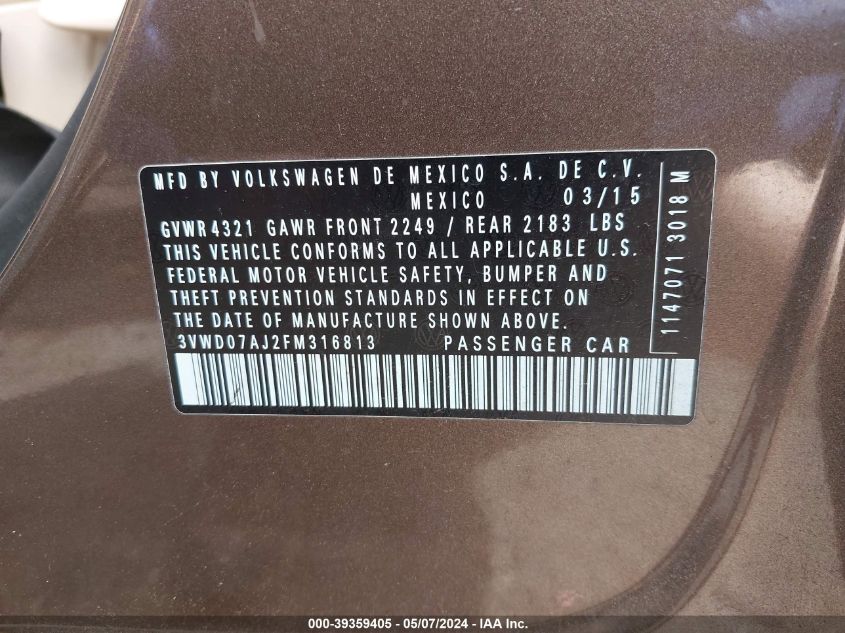 MFD BY VOLKSWAGEN DE MEXICO S.A. DE C.V.
MEXICO 03/15
GVWR 4321 GAWR FRONT 2249 / REAR 2183 LBS
THIS VEHICLE CONFORMS TO ALL APPLICABLE U.S.
FEDERAL MOTOR VEHICLE SAFETY, BUMPER AND
THEFT PREVENTION STANDARDS IN EFFECT ON
THE DATE OF MANUFACTURE SHOWN ABOVE.
3VWD07AJ2FM316813 PASSENGER CAR
1147071 3018 M
000-39359405 - 05/07/2024 - IAA Inc.